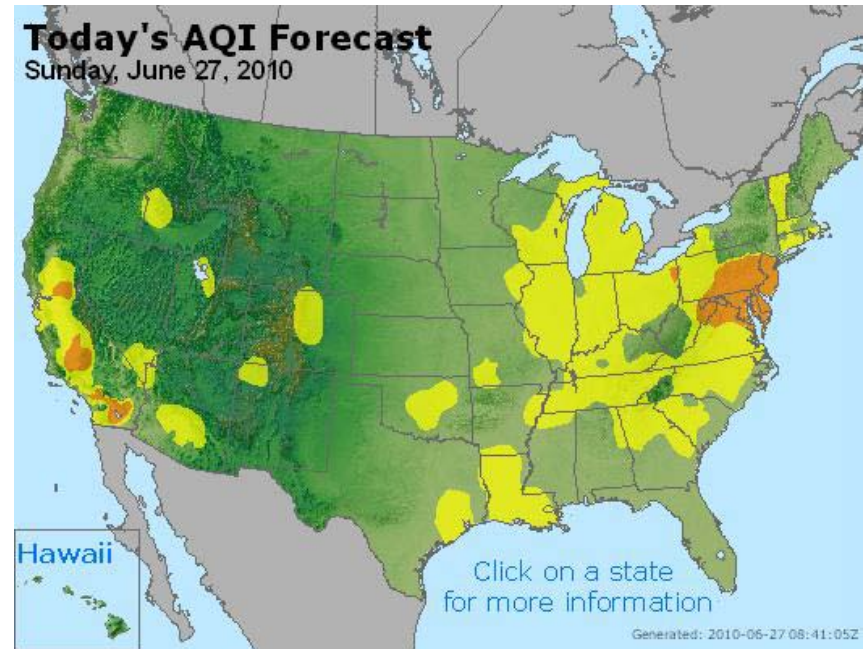 Today's AQI Forecast
Sunday, June 27, 2010
Hawaii
Click on a state
for more information
Generated: 2010-06-27 08:41:05Z